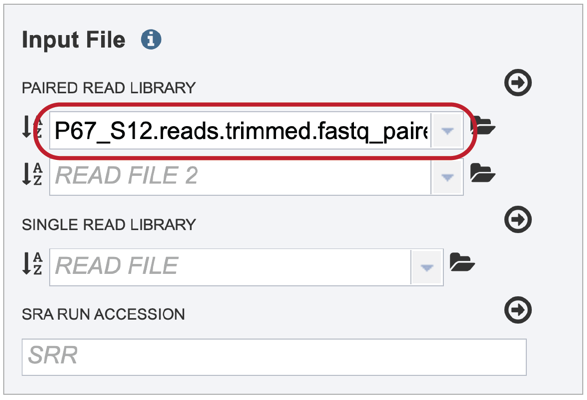 Input File
PAIRED READ LIBRARY
P67_S12.reads.trimmed.fastq_paire
READ FILE 2
SINGLE READ LIBRARY
READ FILE
SRA RUN ACCESSION
SRR